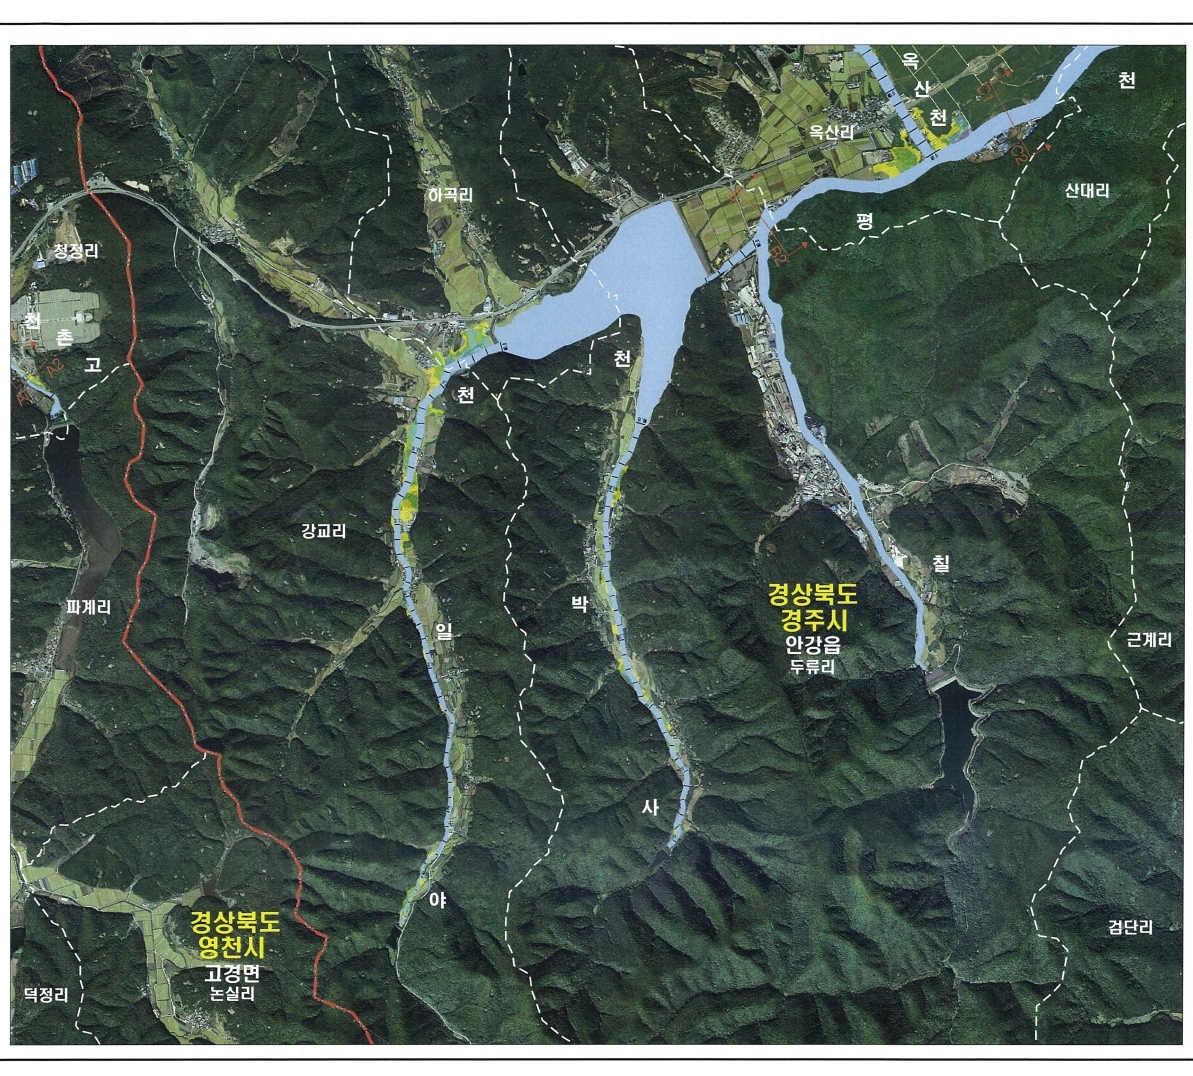 옥
산
천
천
옥산리
하곡리
산대리
평
청정리
천
촌
고
천
천
강교리
칠
경상북도
경주시
안강읍
두류리
박
파계리
일
근계리
사
야
경상북도
영천시
고경면
논실리
검단리
덕정리
A2